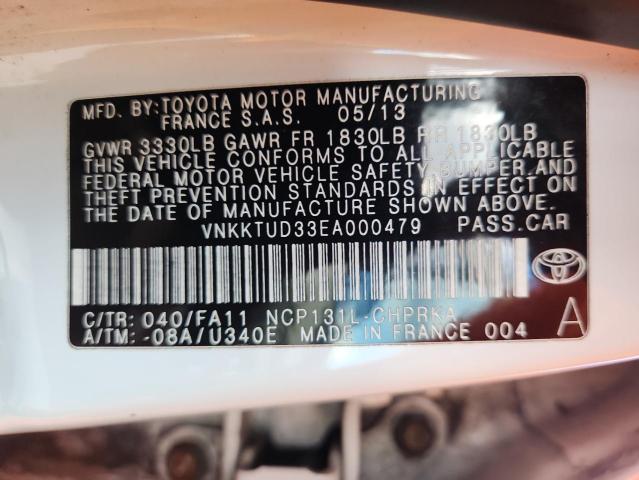 MFD. BY:TOYOTA MOTOR MANUFACTURING
FRANCE S.A.S. 05/13
GVWR 3330LB GAWR FR 1830LB RR 1830LB
THIS VEHICLE CONFORMS TO ALL APPLICABLE
FEDERAL MOTOR VEHICLE SAFETY,BUMPER,AND
THEFT PREVENTION STANDARDS IN EFFECT ON
THE DATE OF MANUFACTURE SHOWN ABOVE.
VNKKTUD33EA000479 PASS.CAR
C/TR: 040/FA11 NCP131L-CHPRKA
A/TM: -08A/U340E MADE IN FRANCE 004
A